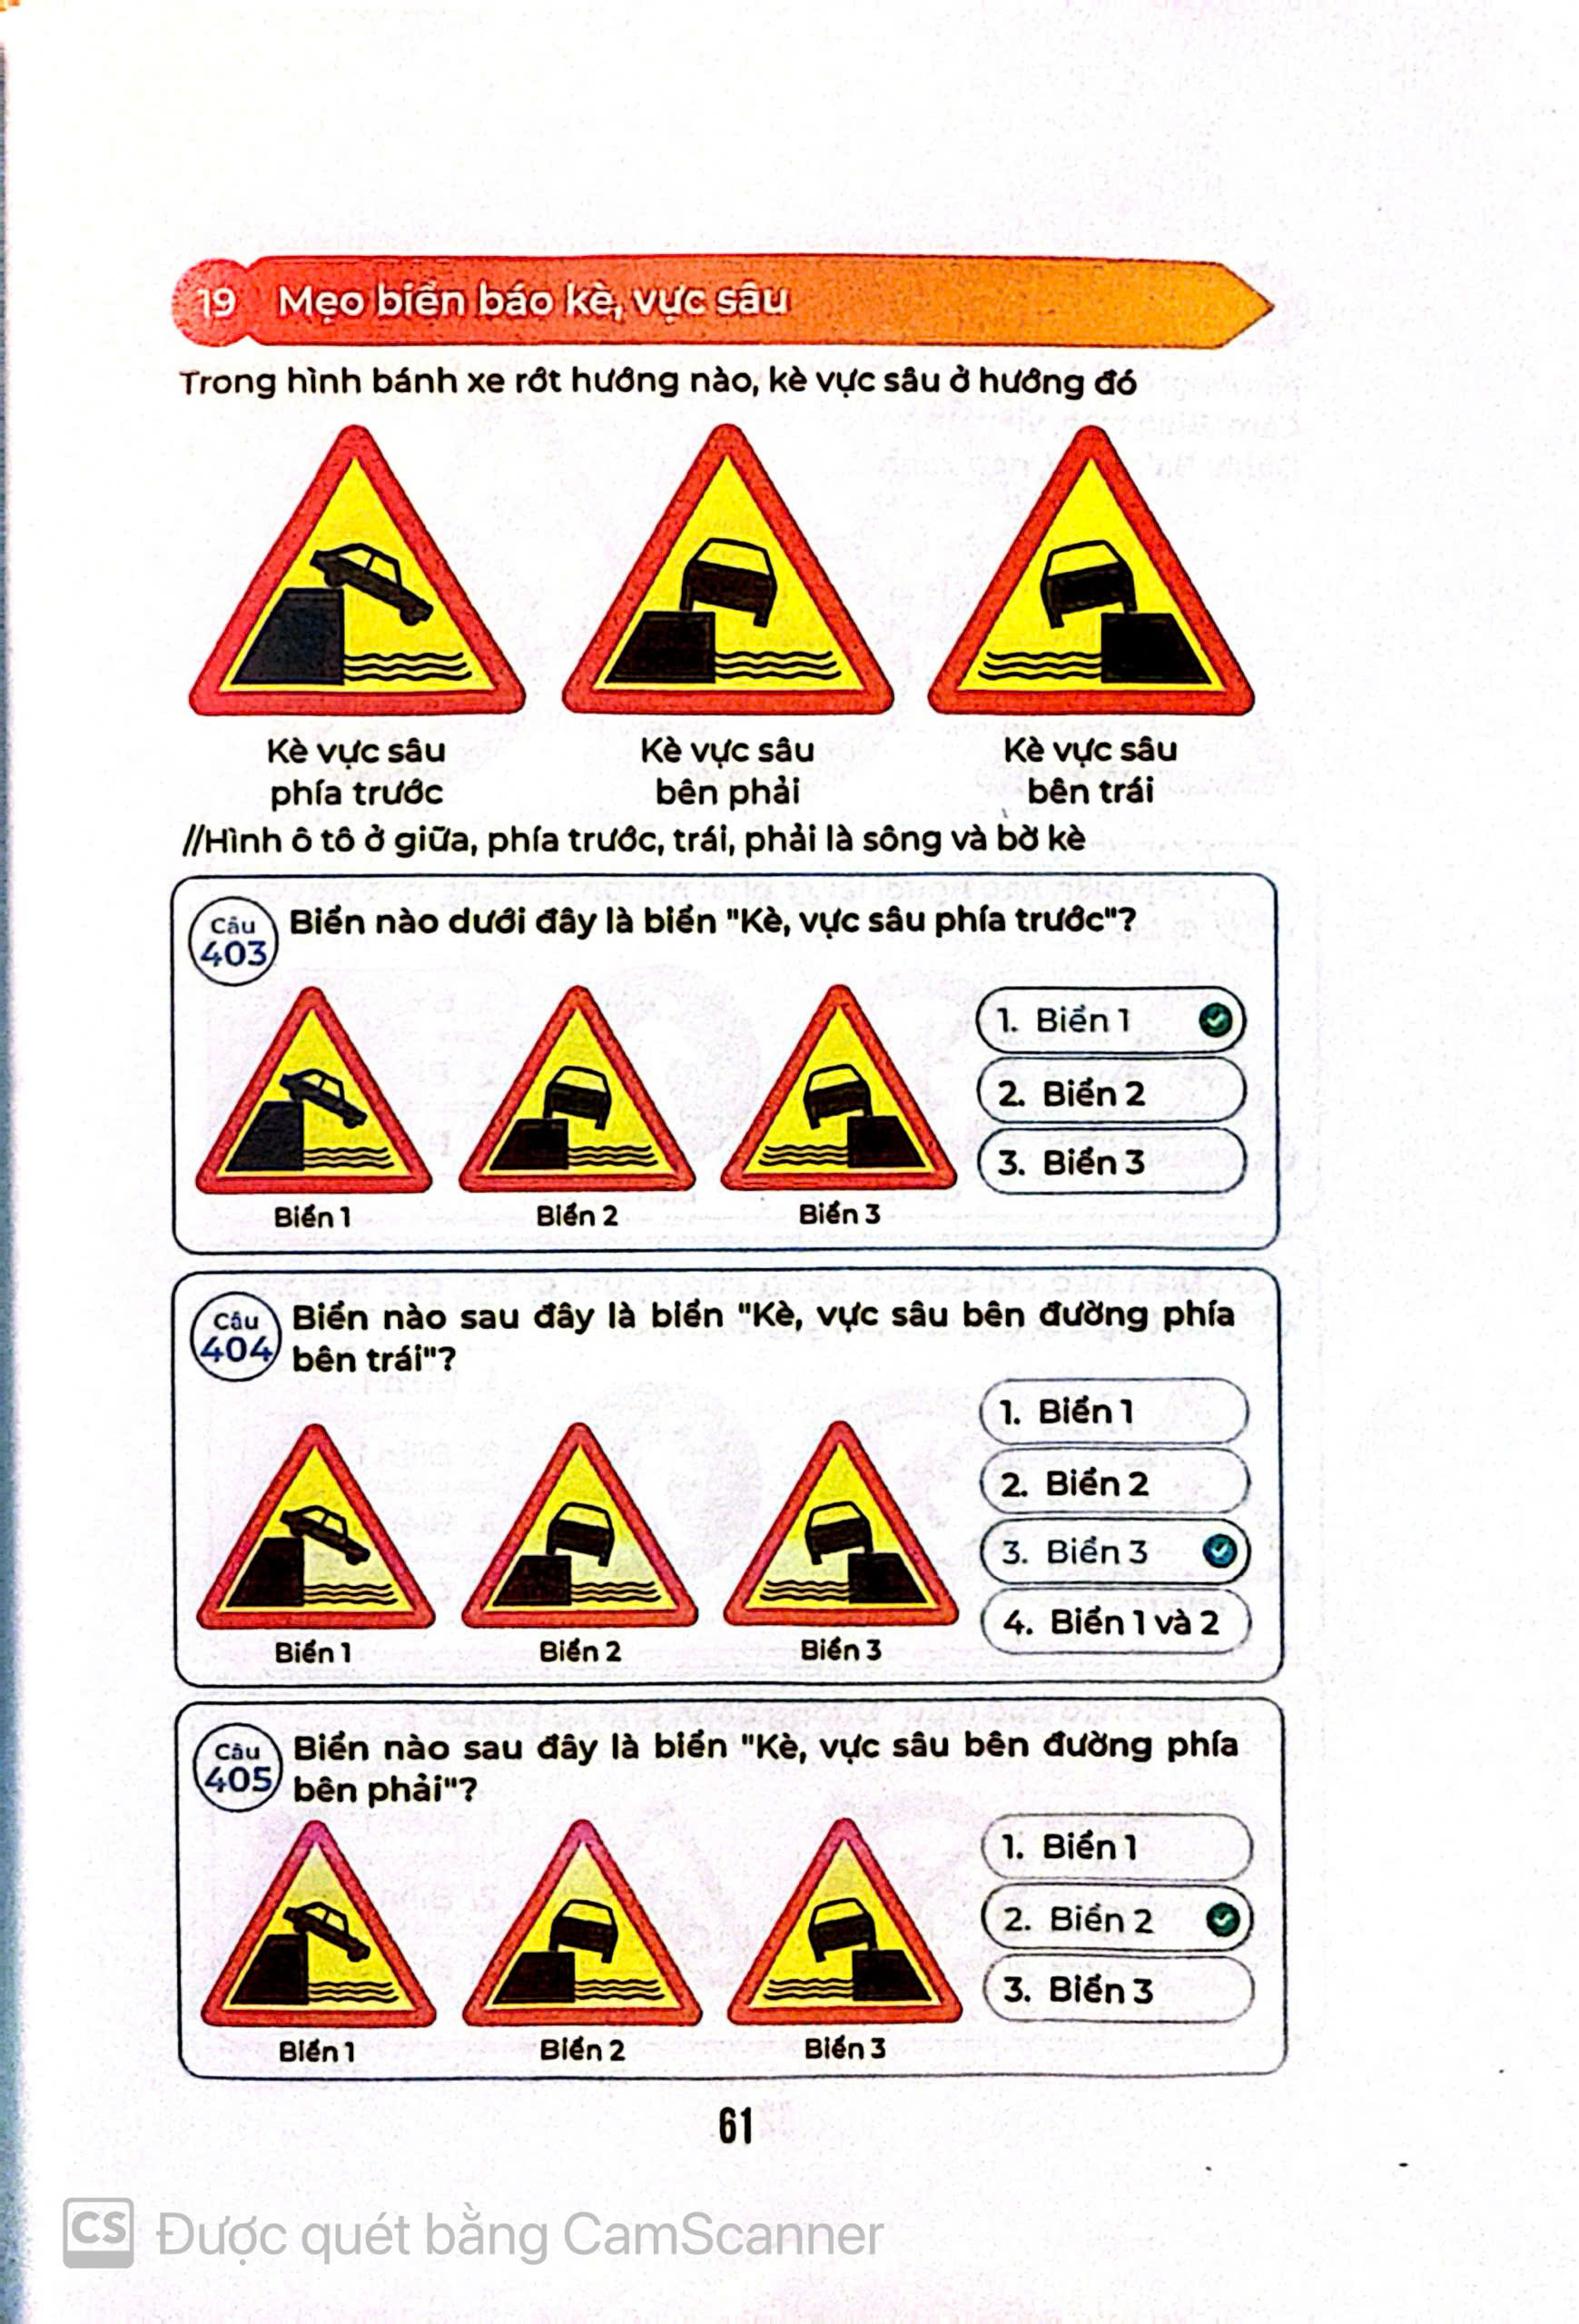 19 Mẹo biển báo kè, vực sâu
Trong hình bánh xe rớt hướng nào, kè vực sâu ở hướng đó
Kè vực sâu
phía trước
Kè vực sâu
bên phải
Kè vực sâu
bên trái
//Hình ô tô ở giữa, phía trước, trái, phải là sông và bờ kè
Câu
403
Biển nào dưới đây là biển "Kè, vực sâu phía trước"?
Biển 1
Biển 2
Biển 3
1. Biển 1
2. Biển 2
3. Biển 3
Câu
404
Biển nào sau đây là biển "Kè, vực sâu bên đường phía
bên trái"?
Biển 1
Biển 2
Biển 3
1. Biển 1
2. Biển 2
3. Biển 3
4. Biển 1 và 2
Câu
405
Biển nào sau đây là biển "Kè, vực sâu bên đường phía
bên phải"?
Biển 1
Biển 2
Biển 3
1. Biển 1
2. Biển 2
3. Biển 3
61
CS Được quét bằng CamScanner